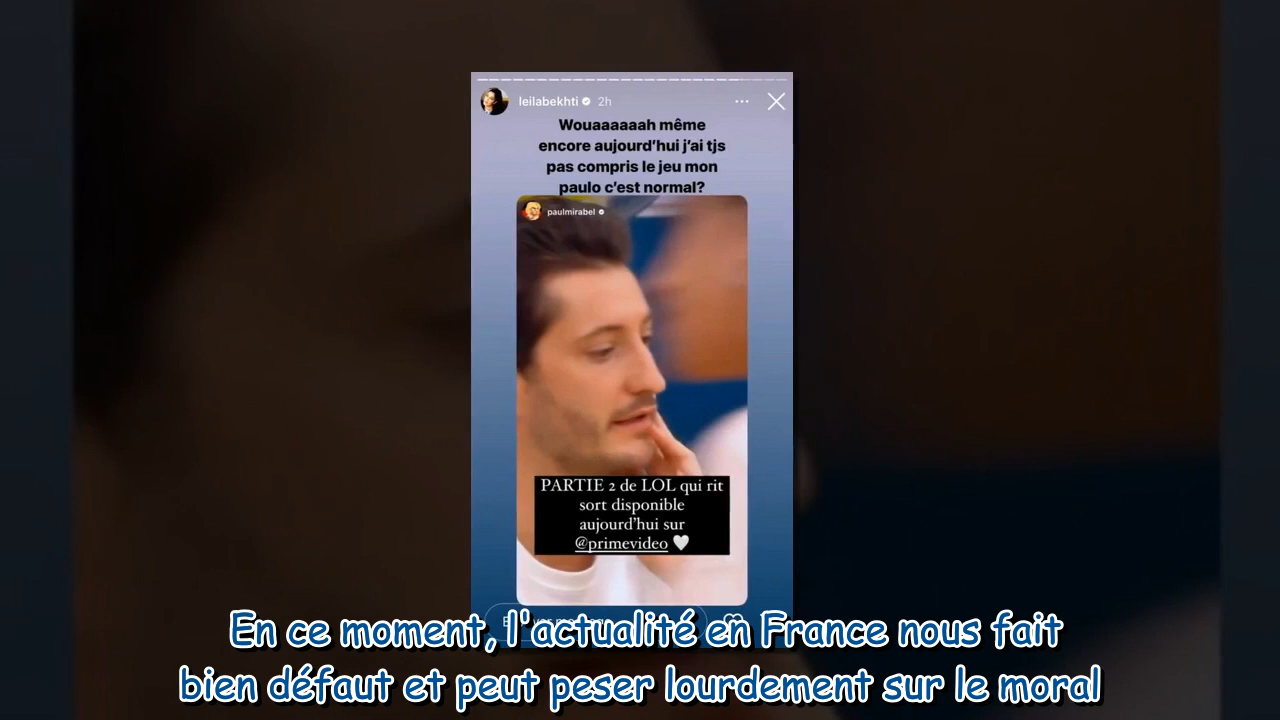 leilabekhti 2h
Wouaaaaaah même
encore aujourd'hui j'ai tjs
pas compris le jeu mon
paulo c'est normal?
paulmirabel
PARTIE 2 de LOL qui rit
sort disponible
aujourd'hui sur
@primevideo 🤍
En ce moment, l'actualité en France nous fait
bien défaut et peut peser lourdement sur le moral